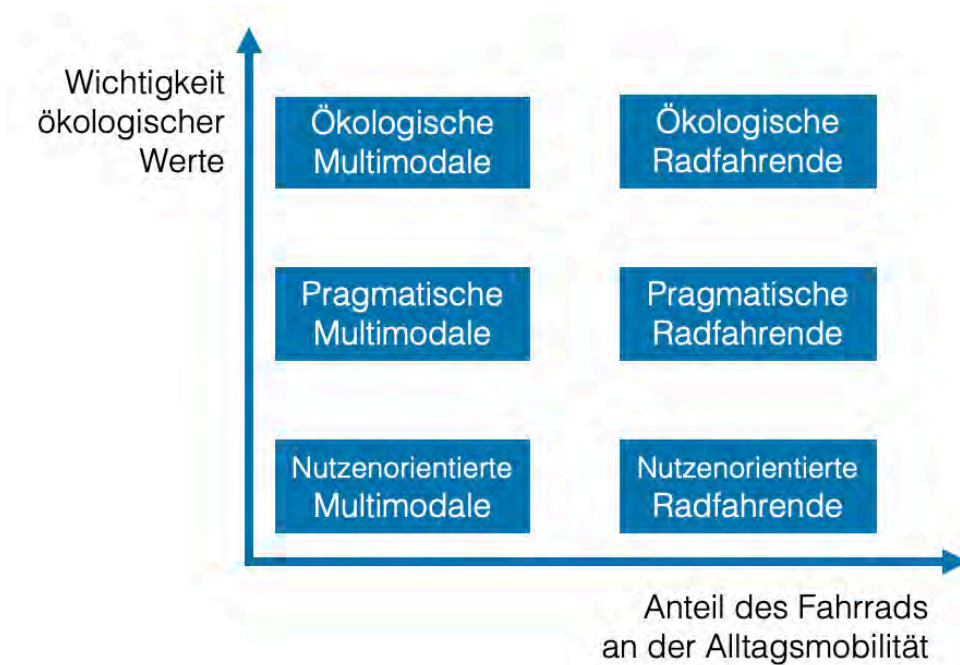 Wichtigkeit
ökologischer
Werte
Ökologische
Multimodale
Ökologische
Radfahrende
Pragmatische
Multimodale
Pragmatische
Radfahrende
Nutzenorientierte
Multimodale
Nutzenorientierte
Radfahrende
Anteil des Fahrrads
an der Alltagsmobilität